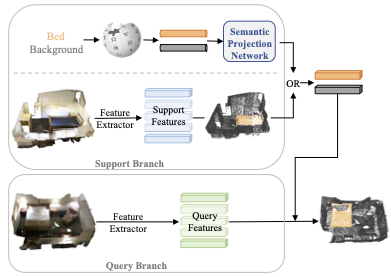 Bed
Background
Semantic
Projection
Network
OR
Feature
Extractor
Support
Features
Support Branch
Feature
Extractor
Query
Features
Query Branch